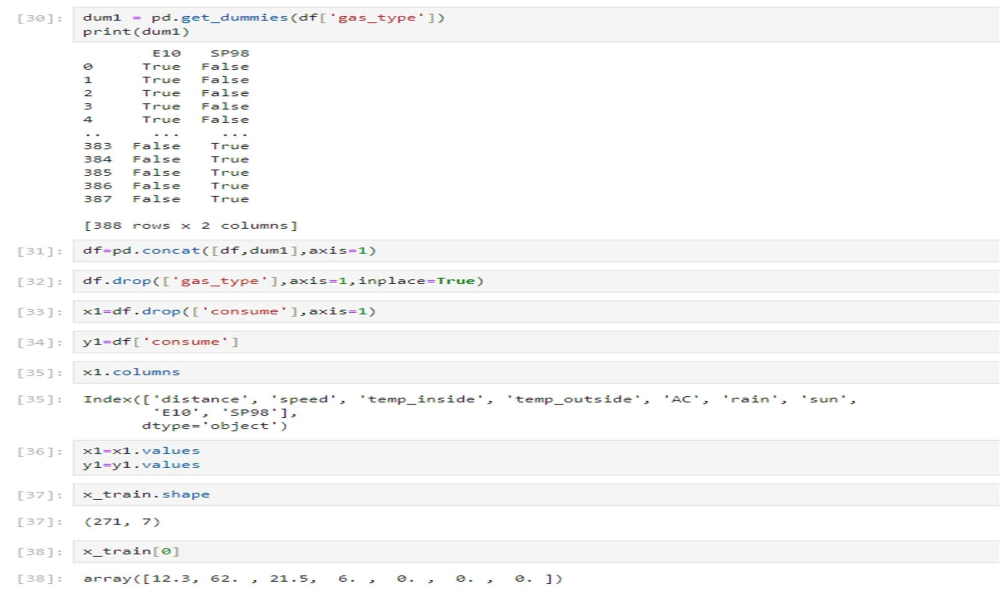 [30]: dum1 = pd.get_dummies(df['gas_type'])
print(dum1)
E10 SP98
0 True False
1 True False
2 True False
3 True False
4 True False
.. ... ...
383 False True
384 False True
385 False True
386 False True
387 False True
[388 rows x 2 columns]
[31]: df=pd.concat([df,dum1],axis=1)
[32]: df.drop(['gas_type'],axis=1,inplace=True)
[33]: x1=df.drop(['consume'],axis=1)
[34]: y1=df['consume']
[35]: x1.columns
[35]: Index(['distance', 'speed', 'temp_inside', 'temp_outside', 'AC', 'rain', 'sun',
'E10', 'SP98'],
dtype='object')
[36]: x1=x1.values
y1=y1.values
[37]: x_train.shape
[37]: (271, 7)
[38]: x_train[0]
[38]: array([12.3, 62. , 21.5, 6. , 0. , 0. , 0. ])